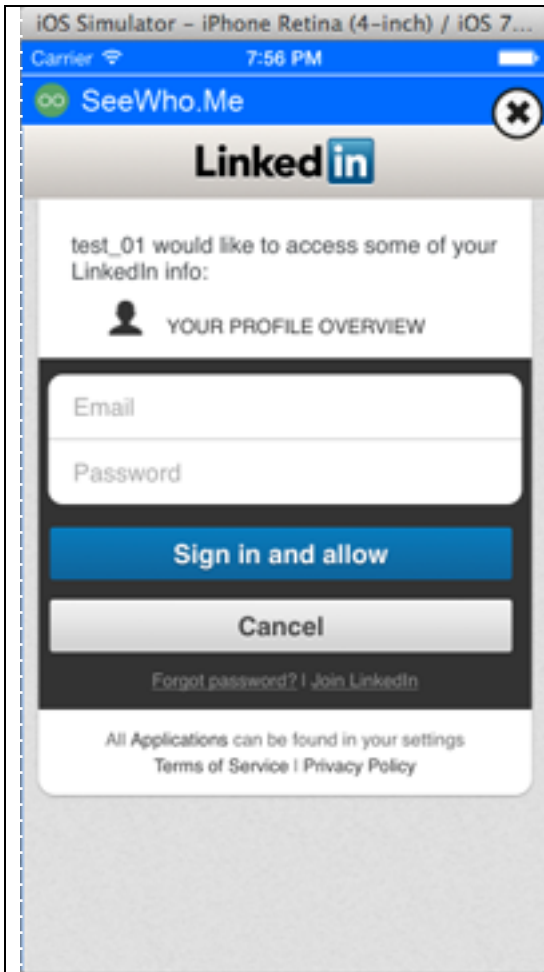 iOS Simulator – iPhone Retina (4-inch) / iOS 7...
Carrier 7:56 PM
SeeWho.Me
Linked in
test_01 would like to access some of your
LinkedIn info:
YOUR PROFILE OVERVIEW
Email
Password
Sign in and allow
Cancel
Forgot password? | Join LinkedIn
All Applications can be found in your settings
Terms of Service | Privacy Policy